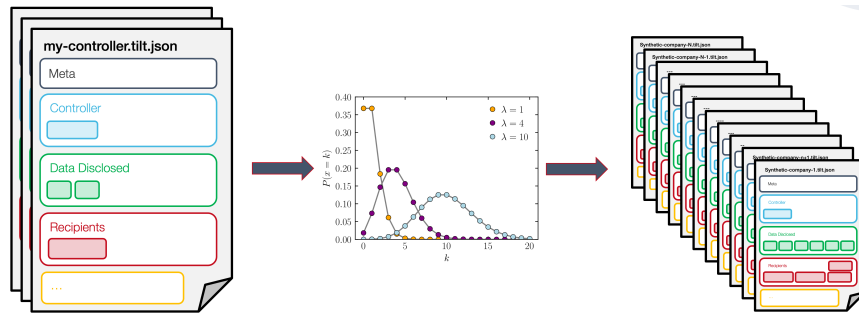 my-controller.tilt.json
Meta
Controller
Data Disclosed
Recipients
...
0.40
0.35
0.30
0.25
0.20
0.15
0.10
0.05
0.00
P(x = k)
0 5 10 15 20
k
λ = 1
λ = 4
λ = 10
Synthetic-company-N.tilt.json
Synthetic-company-N-1.tilt.json
...
Synthetic-company-1.tilt.json
Meta
Controller
Data Disclosed
Recipients
...